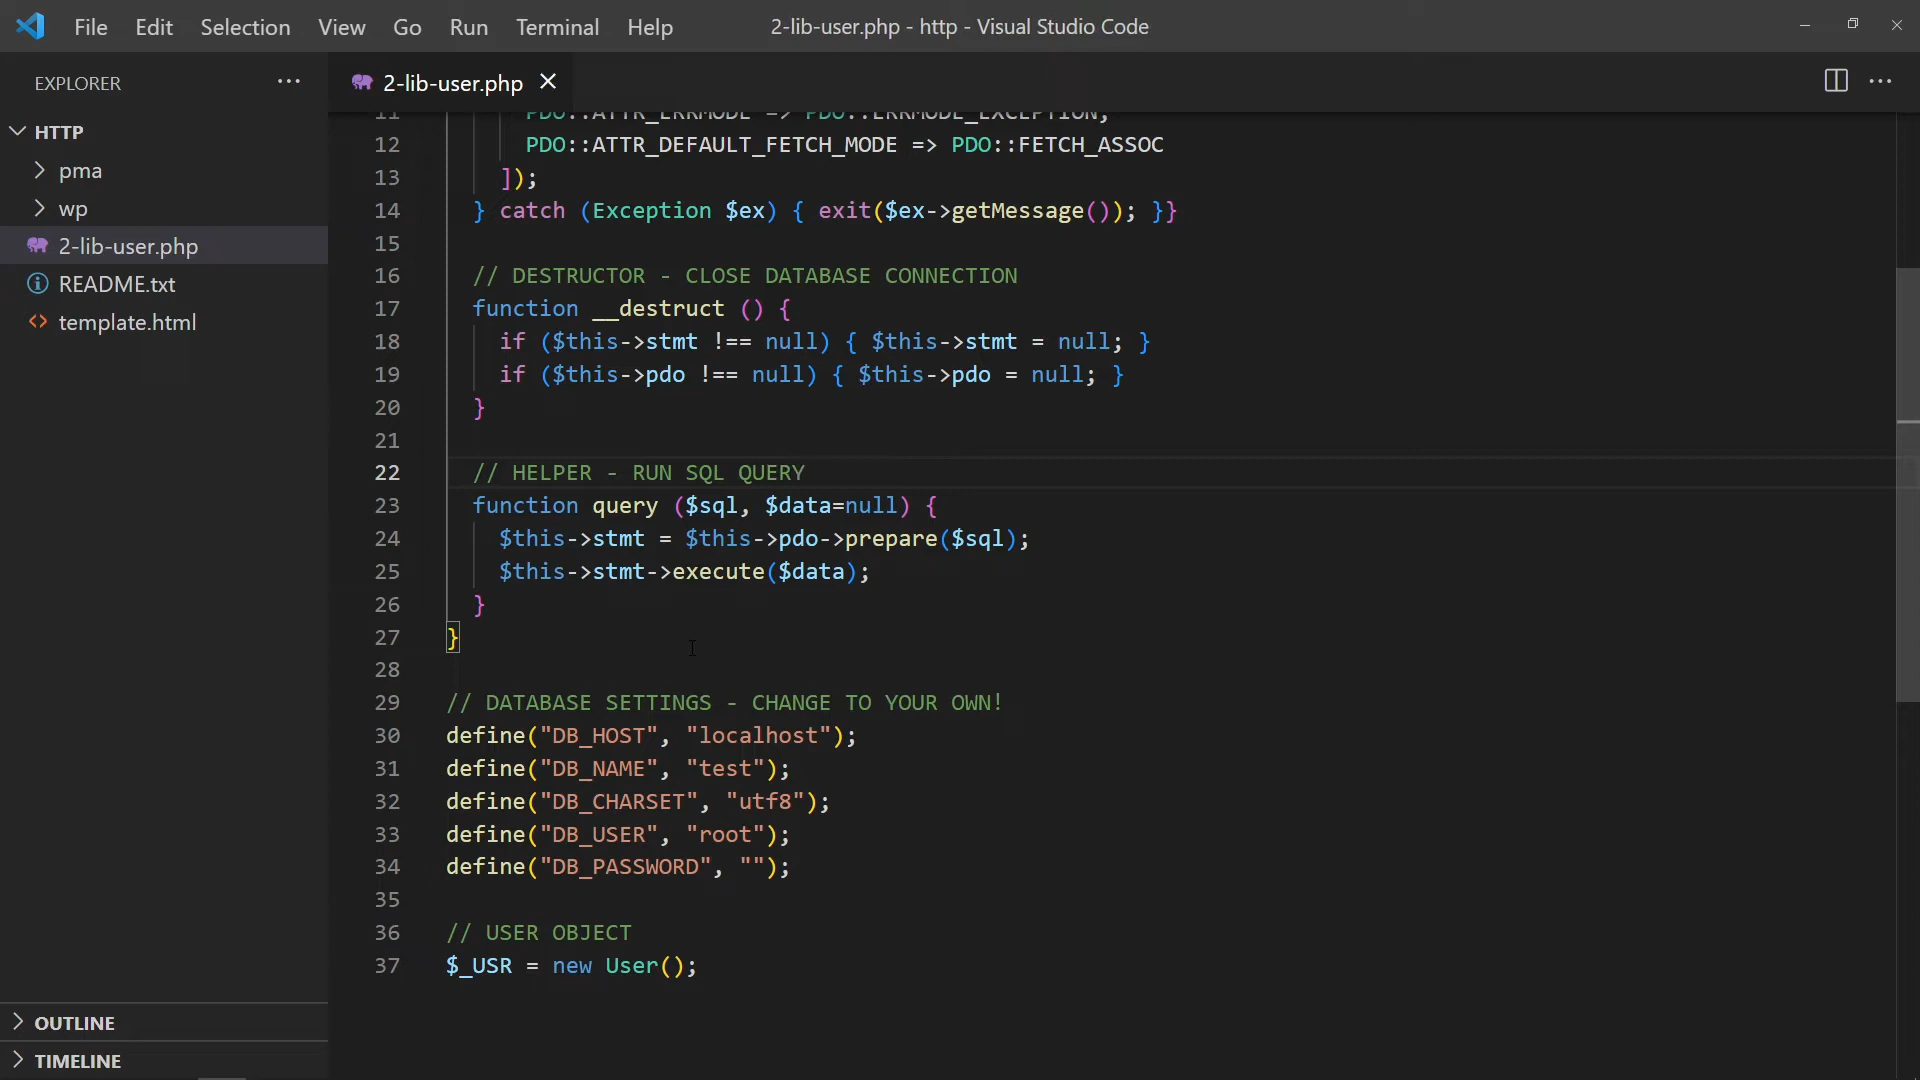 File Edit Selection View Go Run Terminal Help 2-lib-user.php - http - Visual Studio Code
EXPLORER
2-lib-user.php
HTTP
pma
wp
2-lib-user.php
README.txt
template.html
OUTLINE
TIMELINE
11 PDO::ATTR_ERRMODE => PDO::ERRMODE_EXCEPTION,
12 PDO::ATTR_DEFAULT_FETCH_MODE => PDO::FETCH_ASSOC
13 ]);
14 } catch (Exception $ex) { exit($ex->getMessage()); }}
15
16 // DESTRUCTOR - CLOSE DATABASE CONNECTION
17 function __destruct () {
18 if ($this->stmt !== null) { $this->stmt = null; }
19 if ($this->pdo !== null) { $this->pdo = null; }
20 }
21
22 // HELPER - RUN SQL QUERY
23 function query ($sql, $data=null) {
24 $this->stmt = $this->pdo->prepare($sql);
25 $this->stmt->execute($data);
26 }
27 }
28
29 // DATABASE SETTINGS - CHANGE TO YOUR OWN!
30 define("DB_HOST", "localhost");
31 define("DB_NAME", "test");
32 define("DB_CHARSET", "utf8");
33 define("DB_USER", "root");
34 define("DB_PASSWORD", "");
35
36 // USER OBJECT
37 $_USR = new User();